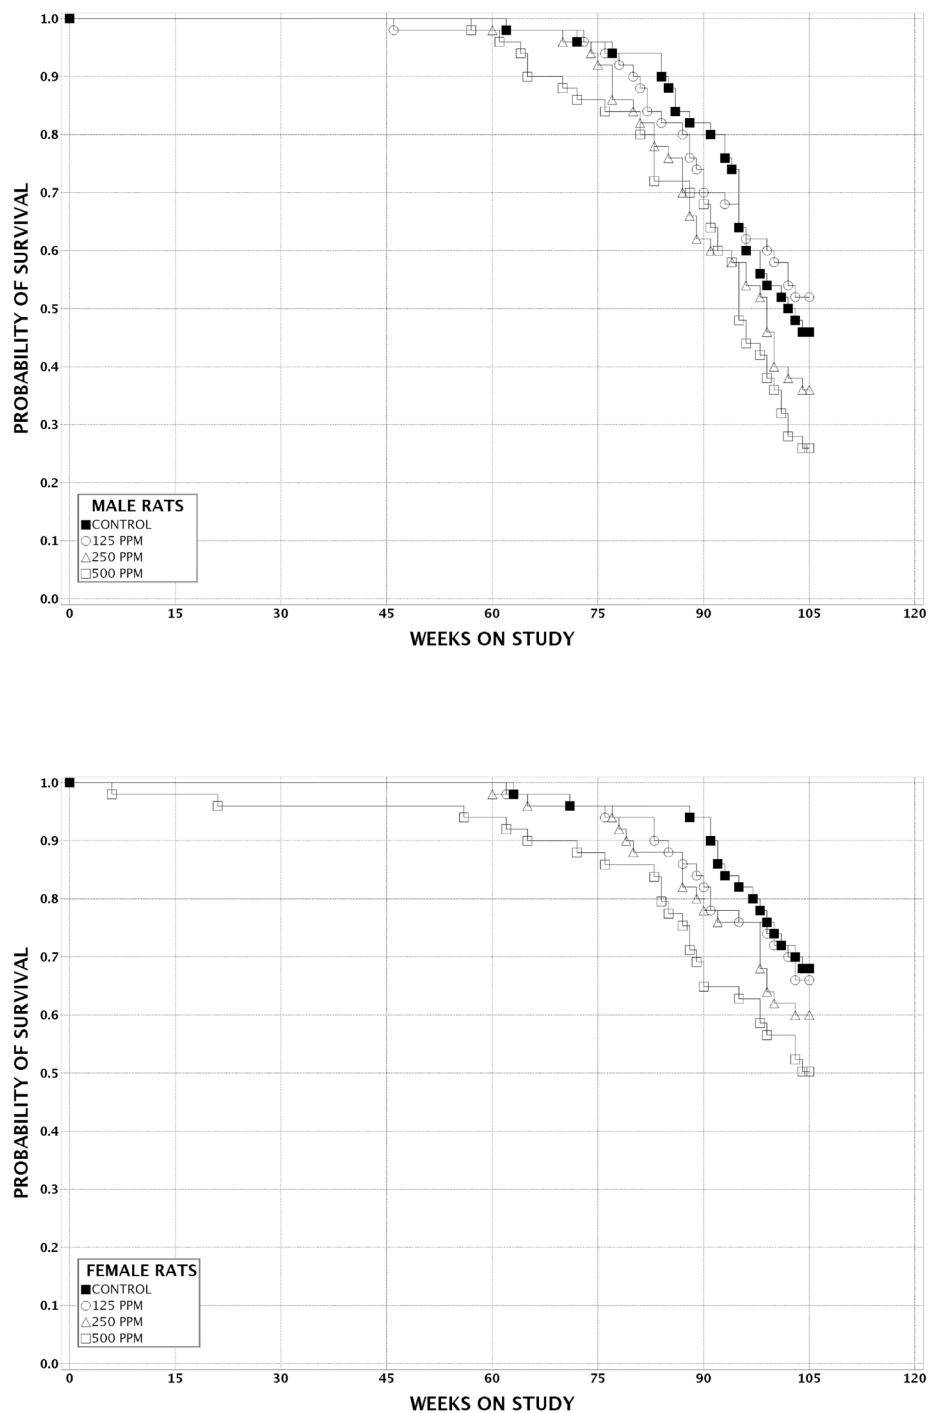 1.0
0.9
0.8
0.7
0.6
0.5
0.4
0.3
0.2
0.1
0.0
PROBABILITY OF SURVIVAL
MALE RATS
CONTROL
125 PPM
250 PPM
500 PPM
0 15 30 45 60 75 90 105 120
WEEKS ON STUDY
1.0
0.9
0.8
0.7
0.6
0.5
0.4
0.3
0.2
0.1
0.0
PROBABILITY OF SURVIVAL
FEMALE RATS
CONTROL
125 PPM
250 PPM
500 PPM
0 15 30 45 60 75 90 105 120
WEEKS ON STUDY